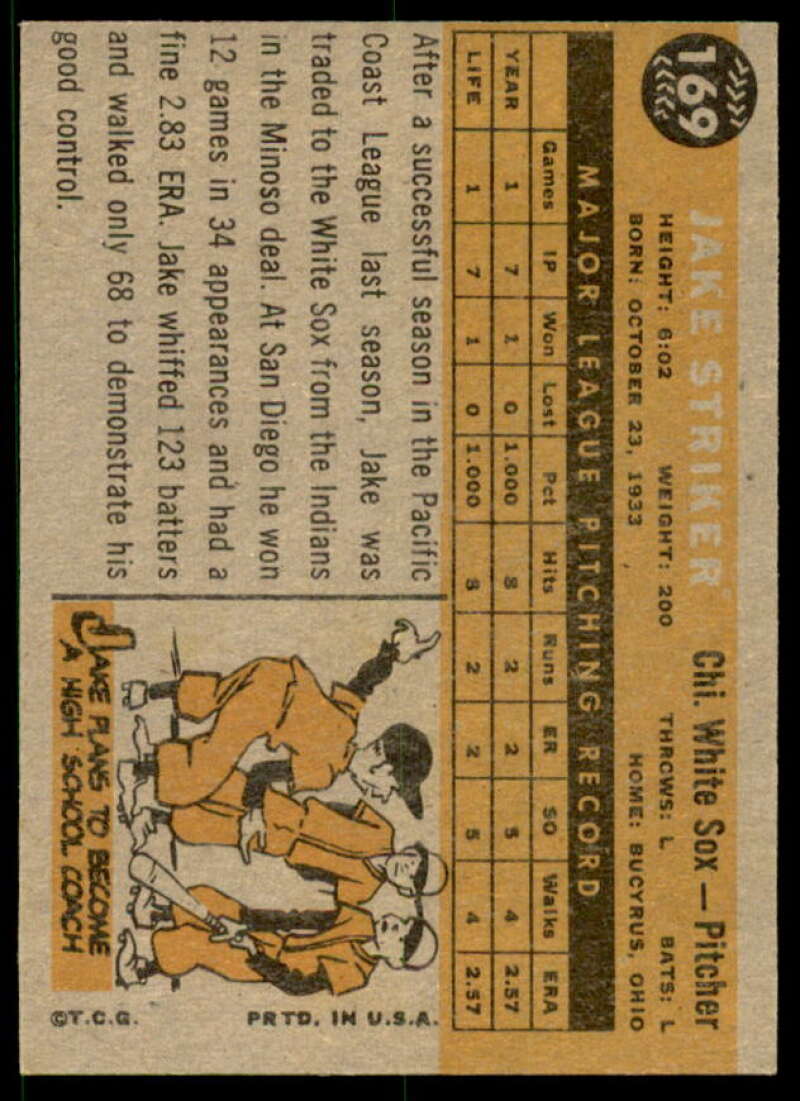 169
JAKE STRIKER Chi. White Sox — Pitcher
HEIGHT: 6:02 WEIGHT: 200 THROWS: L BATS: L
BORN: OCTOBER 23, 1933 HOME: BUCYRUS, OHIO
MAJOR LEAGUE PITCHING RECORD
Games IP Won Lost Pct Hits Runs ER SO Walks ERA
YEAR 1 7 1 0 1.000 8 2 2 5 4 2.57
LIFE 1 7 1 0 1.000 8 2 2 5 4 2.57
After a successful season in the Pacific
Coast League last season, Jake was
traded to the White Sox from the Indians
in the Minoso deal. At San Diego he won
12 games in 34 appearances and had a
fine 2.83 ERA. Jake whiffed 123 batters
and walked only 68 to demonstrate his
good control.
JAKE PLANS TO BECOME
A HIGH SCHOOL COACH
©T.C.G. PRTD. IN U.S.A.